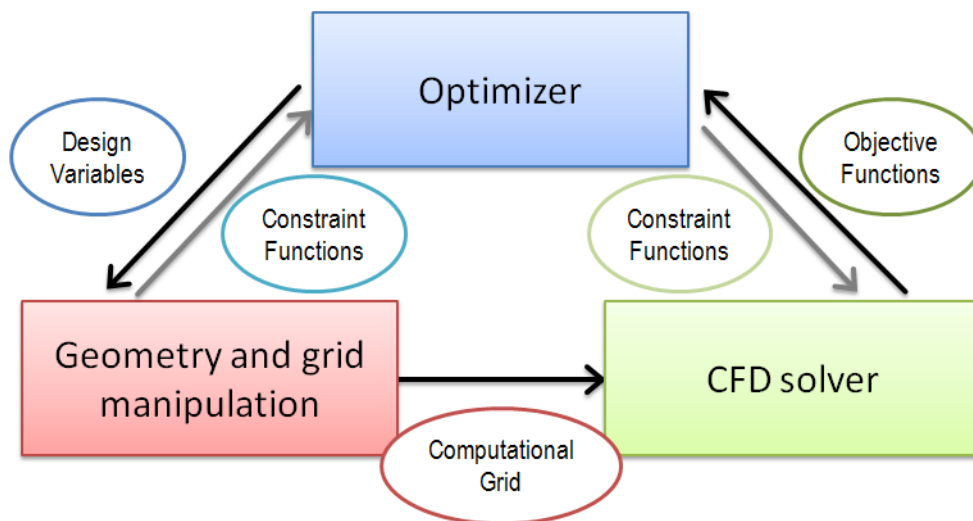 Optimizer
Design
Variables
Constraint
Functions
Constraint
Functions
Objective
Functions
Geometry and grid
manipulation
CFD solver
Computational
Grid